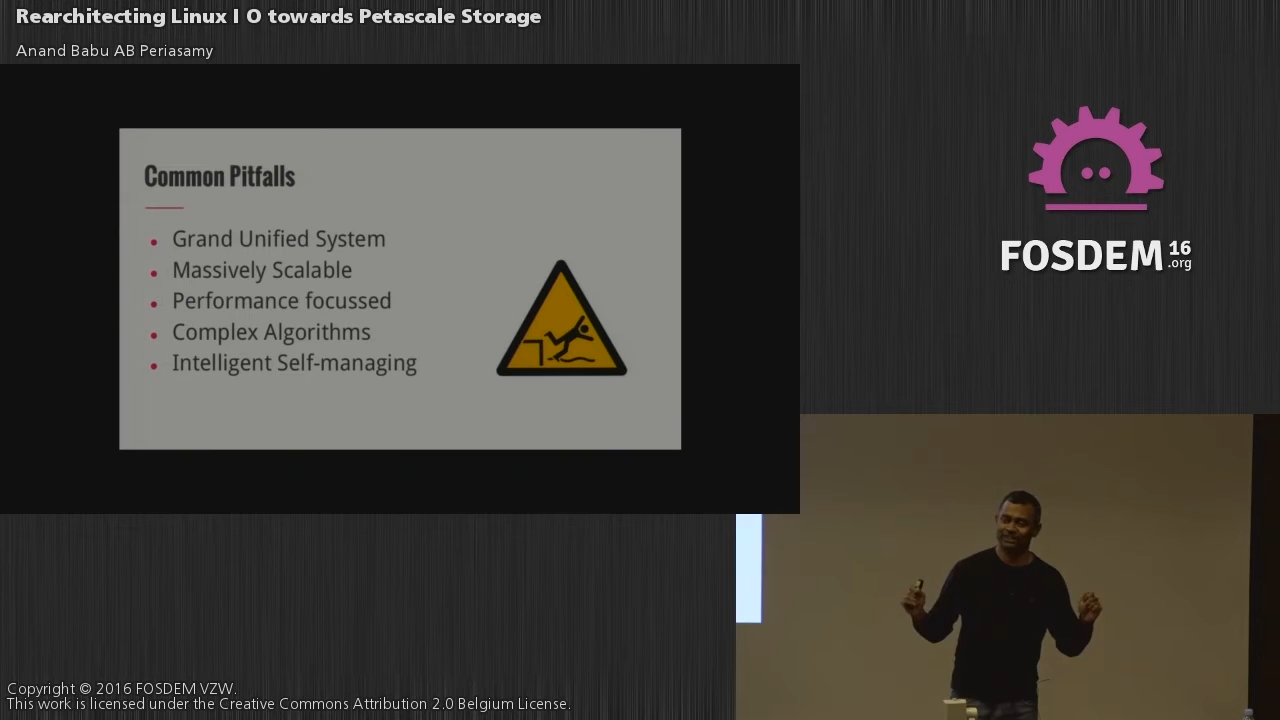 Rearchitecting Linux I O towards Petascale Storage
Anand Babu AB Periasamy
Common Pitfalls
Grand Unified System
Massively Scalable
Performance focussed
Complex Algorithms
Intelligent Self-managing
FOSDEM 16
.org
Copyright © 2016 FOSDEM VZW.
This work is licensed under the Creative Commons Attribution 2.0 Belgium License.